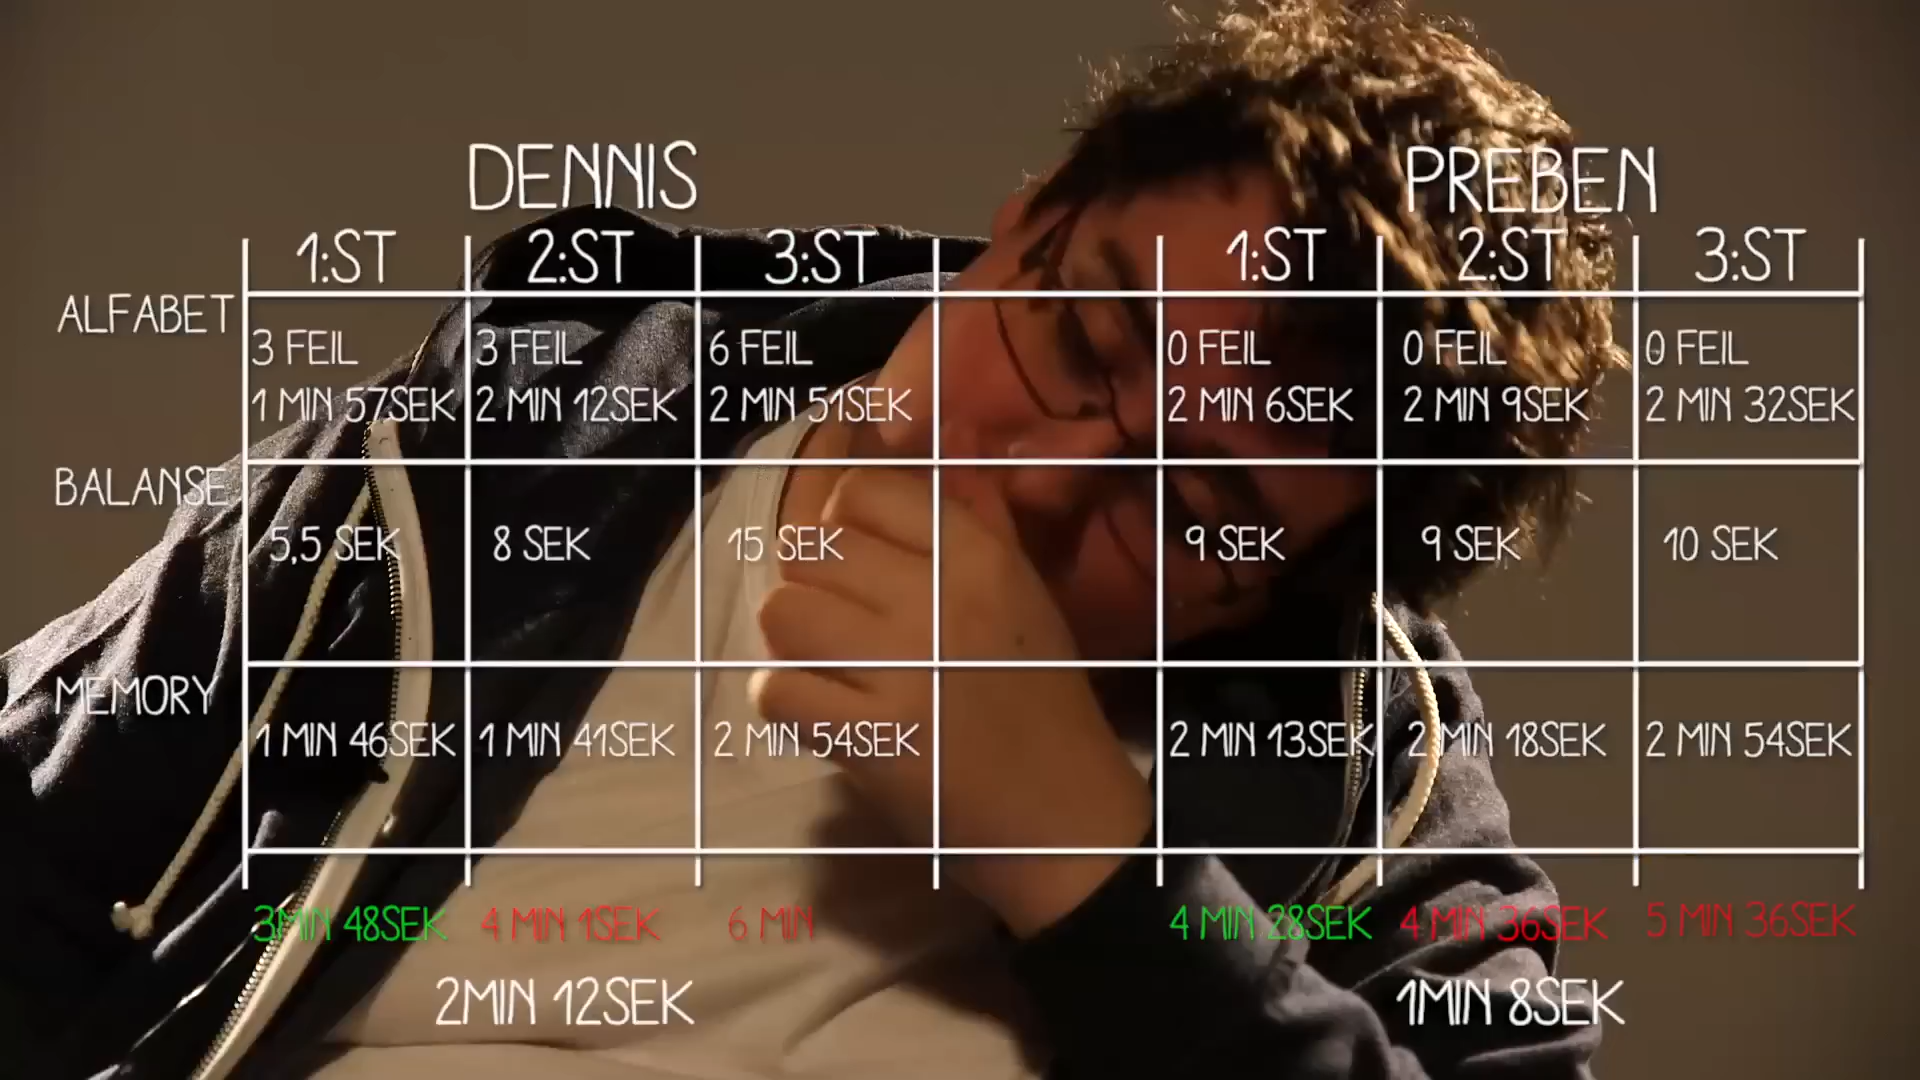 DENNIS
PREBEN
1:ST 2:ST 3:ST 1:ST 2:ST 3:ST
ALFABET
3 FEIL 3 FEIL 6 FEIL 0 FEIL 0 FEIL 0 FEIL
1 MIN 57SEK 2 MIN 12SEK 2 MIN 51SEK 2 MIN 6SEK 2 MIN 9SEK 2 MIN 32SEK
BALANSE
5,5 SEK 8 SEK 15 SEK 9 SEK 9 SEK 10 SEK
MEMORY
1 MIN 46SEK 1 MIN 41SEK 2 MIN 54SEK 2 MIN 13SEK 2 MIN 18SEK 2 MIN 54SEK
3MIN 48SEK 4 MIN 1SEK 6 MIN 4 MIN 28SEK 4 MIN 36SEK 5 MIN 36SEK
2MIN 12SEK 1MIN 8SEK